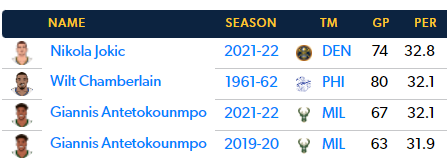 NAME SEASON TM GP PER
Nikola Jokic 2021-22 DEN 74 32.8
Wilt Chamberlain 1961-62 PHI 80 32.1
Giannis Antetokounmpo 2021-22 MIL 67 32.1
Giannis Antetokounmpo 2019-20 MIL 63 31.9